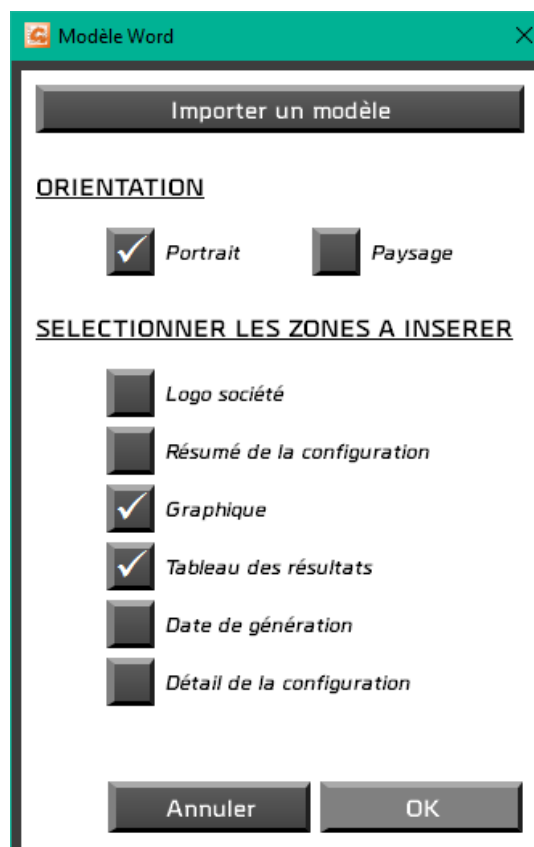 Modèle Word
Importer un modèle
ORIENTATION
Portrait Paysage
SELECTIONNER LES ZONES A INSERER
Logo société
Résumé de la configuration
Graphique
Tableau des résultats
Date de génération
Détail de la configuration
Annuler OK